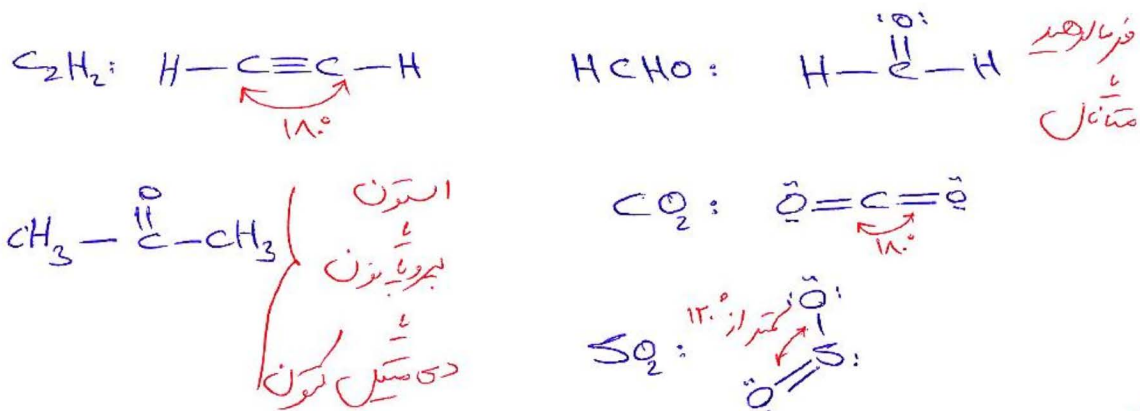 C₂H₂: H—C≡C—H
۱۸۰°
HCHO: H—C—H
||
:O:
فرمالدهید
یا
متانال
CH₃—C—CH₃
||
O
استون
یا
پروپانون
یا
دی متیل کتون
CO₂: Ö=C=Ö
۱۸۰°
SO₂:
کمتر از ۱۲۰°
:Ö:
|
S:
Ö=